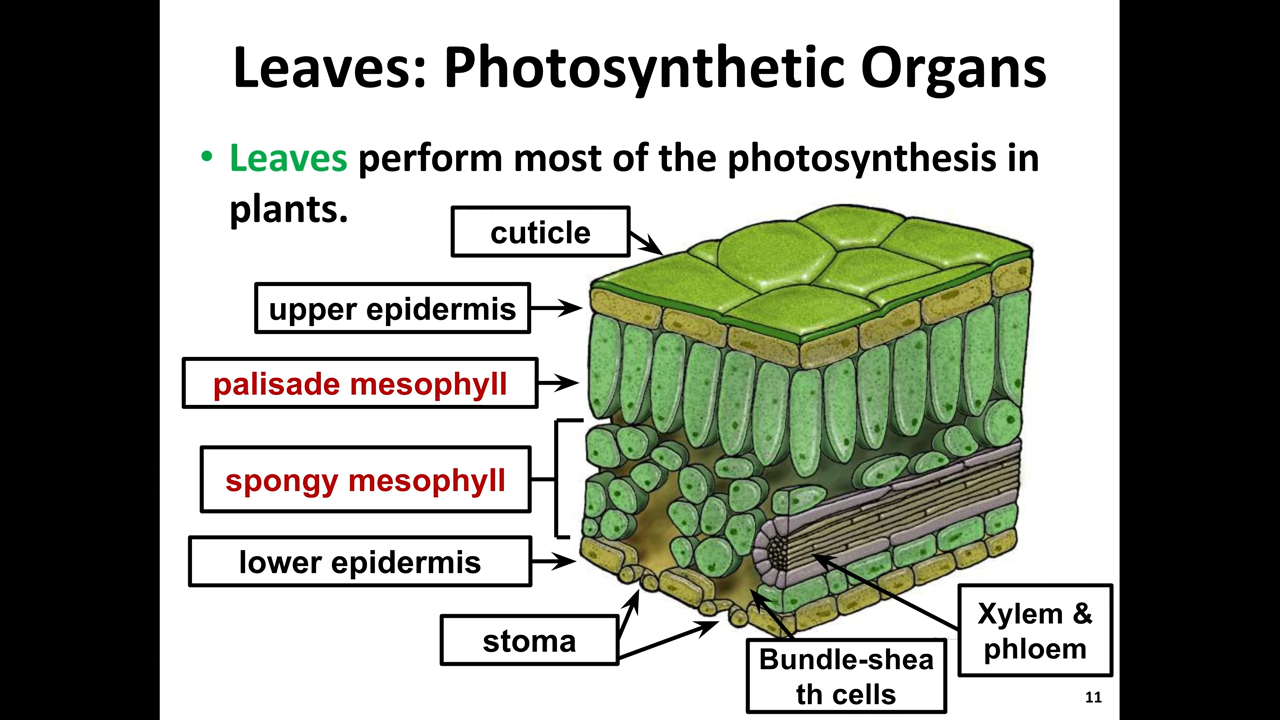 Leaves: Photosynthetic Organs
• Leaves perform most of the photosynthesis in
plants.
cuticle
upper epidermis
palisade mesophyll
spongy mesophyll
lower epidermis
stoma
Bundle-shea
th cells
Xylem &
phloem
11